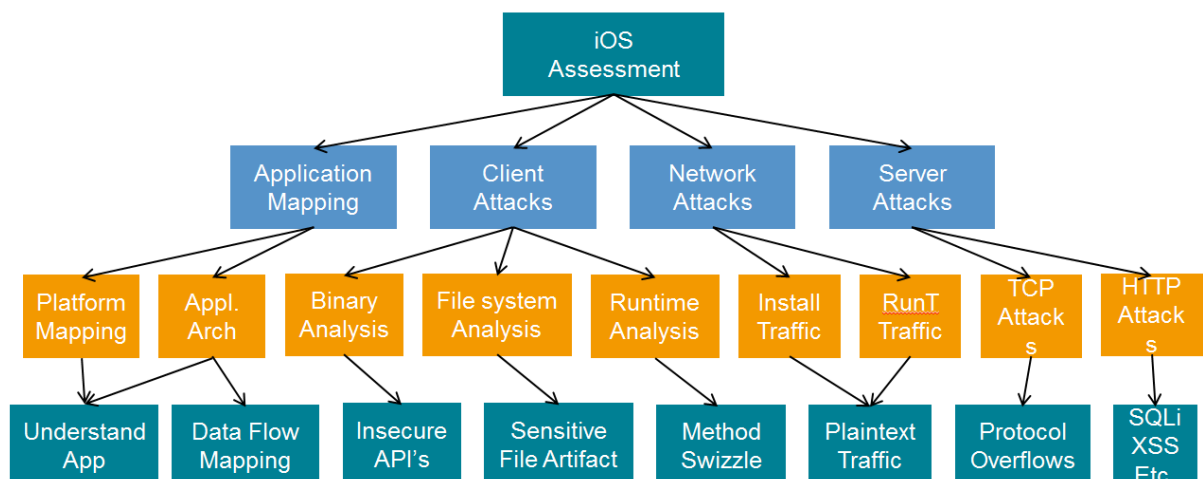 iOS
Assessment
Application
Mapping
Client
Attacks
Network
Attacks
Server
Attacks
Platform
Mapping
Appl.
Arch
Binary
Analysis
File system
Analysis
Runtime
Analysis
Install
Traffic
RunT
Traffic
TCP
Attack
s
HTTP
Attack
s
Understand
App
Data Flow
Mapping
Insecure
API’s
Sensitive
File Artifact
Method
Swizzle
Plaintext
Traffic
Protocol
Overflows
SQLi
XSS
Etc